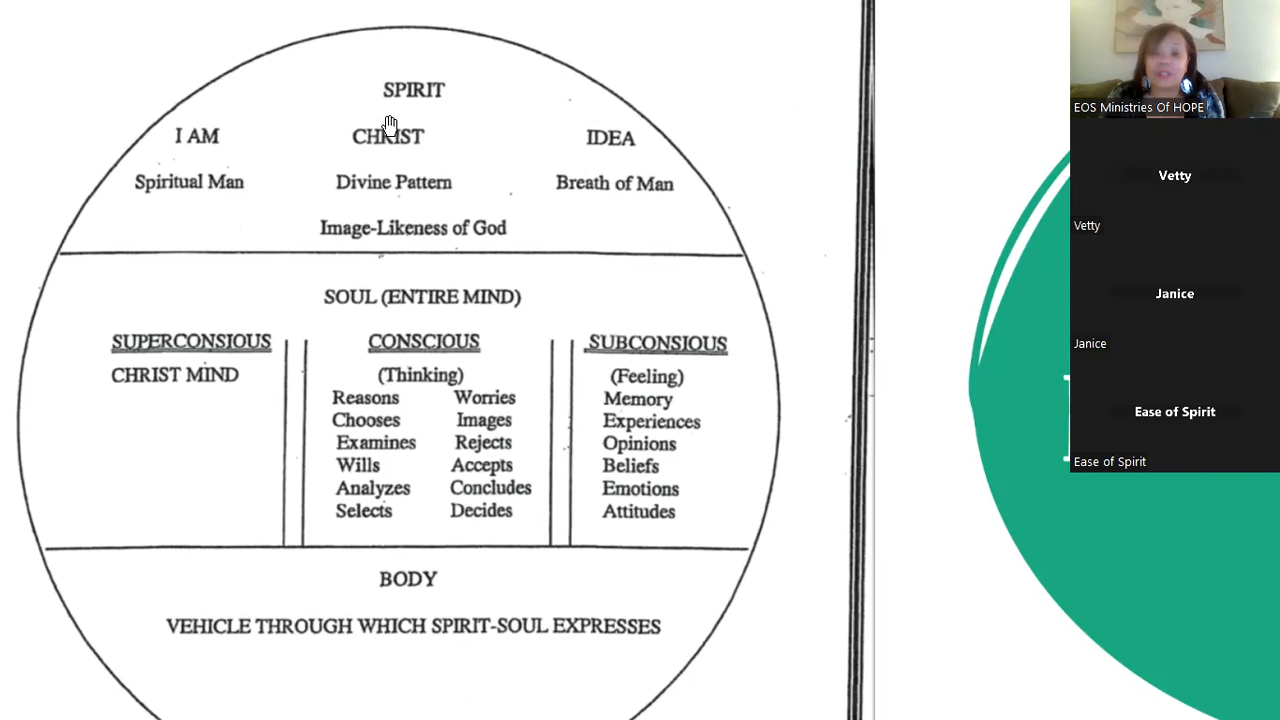 SPIRIT
I AM CHRIST IDEA
Spiritual Man Divine Pattern Breath of Man
Image-Likeness of God
SOUL (ENTIRE MIND)
SUPERCONSIOUS CONSCIOUS SUBCONSIOUS
CHRIST MIND (Thinking) (Feeling)
Reasons Worries Memory
Chooses Images Experiences
Examines Rejects Opinions
Wills Accepts Beliefs
Analyzes Concludes Emotions
Selects Decides Attitudes
BODY
VEHICLE THROUGH WHICH SPIRIT-SOUL EXPRESSES
EOS Ministries Of HOPE
Vetty
Vetty
Janice
Janice
Ease of Spirit
Ease of Spirit